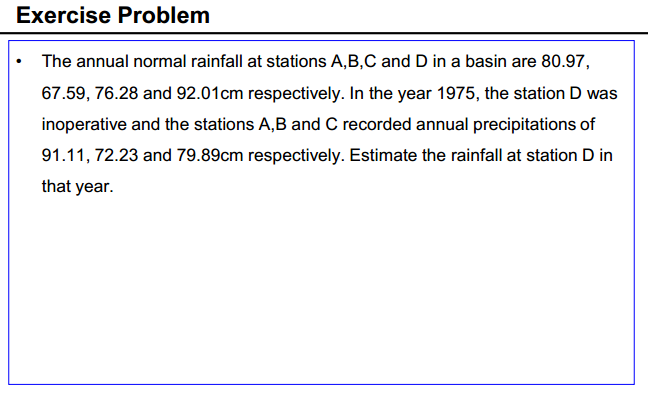 Exercise Problem
• The annual normal rainfall at stations A,B,C and D in a basin are 80.97,
67.59, 76.28 and 92.01cm respectively. In the year 1975, the station D was
inoperative and the stations A,B and C recorded annual precipitations of
91.11, 72.23 and 79.89cm respectively. Estimate the rainfall at station D in
that year.